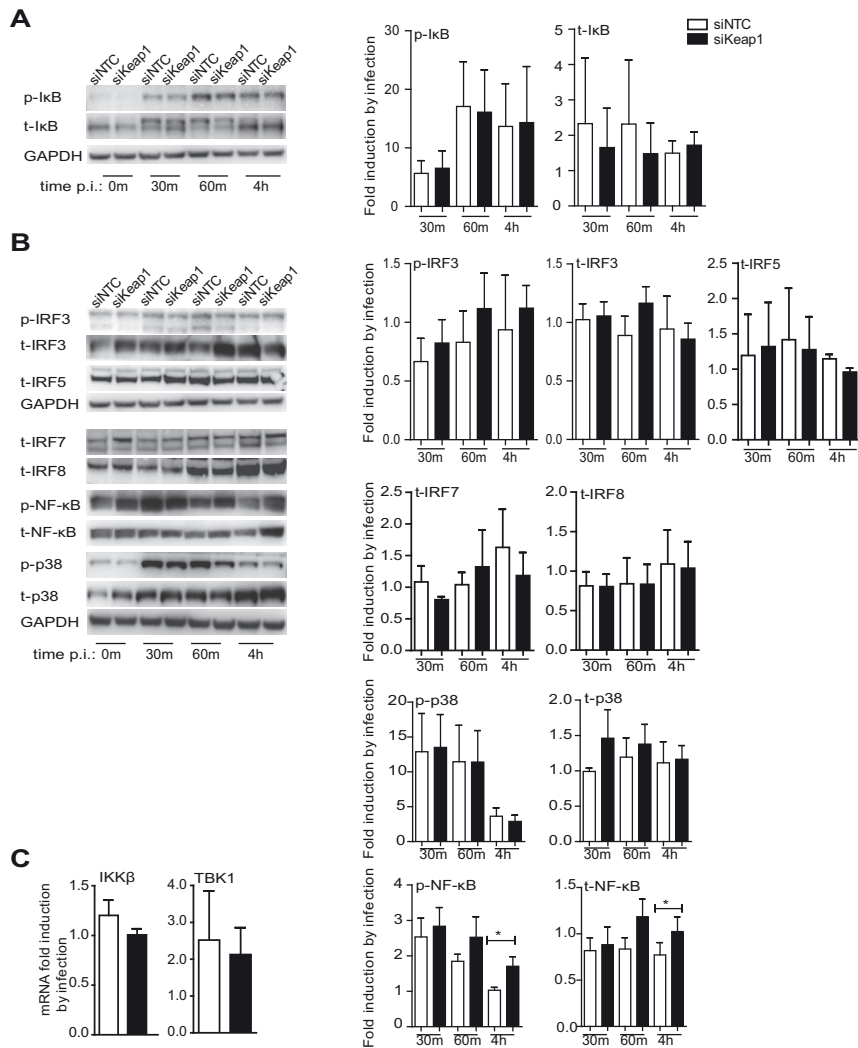 A
siNTC siKeap1 siNTC siKeap1 siNTC siKeap1 siNTC siKeap1
p-IκB
t-IκB
GAPDH
time p.i.: 0m 30m 60m 4h
siNTC
siKeap1
Fold induction by infection
p-IκB
30
20
10
0
30m 60m 4h
t-IκB
5
4
3
2
1
0
30m 60m 4h
B
siNTC siKeap1 siNTC siKeap1 siNTC siKeap1 siNTC siKeap1
p-IRF3
t-IRF3
t-IRF5
GAPDH
t-IRF7
t-IRF8
p-NF-κB
t-NF-κB
p-p38
t-p38
GAPDH
time p.i.: 0m 30m 60m 4h
Fold induction by infection
p-IRF3
1.5
1.0
0.5
0.0
30m 60m 4h
t-IRF3
1.5
1.0
0.5
0.0
30m 60m 4h
t-IRF5
2.5
2.0
1.5
1.0
0.5
0.0
30m 60m 4h
Fold induction by infection
t-IRF7
2.5
2.0
1.5
1.0
0.5
0.0
30m 60m 4h
t-IRF8
2.0
1.5
1.0
0.5
0.0
30m 60m 4h
Fold induction by infection
p-p38
20
15
10
5
0
30m 60m 4h
t-p38
2.0
1.5
1.0
0.5
0.0
30m 60m 4h
Fold induction by infection
p-NF-κB
4
3
2
1
0
*
30m 60m 4h
t-NF-κB
1.5
1.0
0.5
0.0
*
30m 60m 4h
C
mRNA fold induction
by infection
IKKβ
1.5
1.0
0.5
0.0
TBK1
4.0
3.0
2.0
1.0
0.0